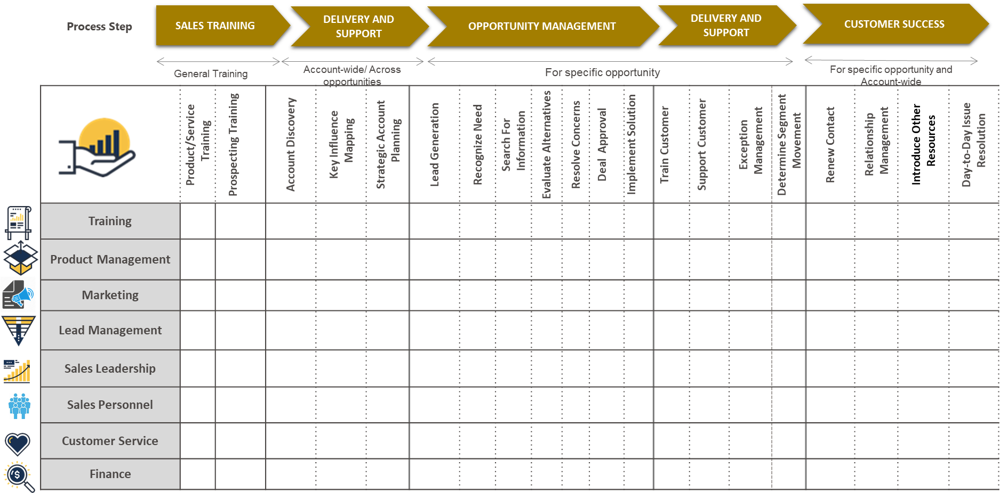 Process Step
SALES TRAINING
DELIVERY AND
SUPPORT
OPPORTUNITY MANAGEMENT
DELIVERY AND
SUPPORT
CUSTOMER SUCCESS
General Training
Account-wide/ Across
opportunities
For specific opportunity
For specific opportunity and
Account-wide
Product/Service
Training
Prospecting Training
Account Discovery
Key Influence
Mapping
Strategic Account
Planning
Lead Generation
Recognize Need
Search For
Information
Evaluate Alternatives
Resolve Concerns
Deal Approval
Implement Solution
Train Customer
Support Customer
Exception
Management
Determine Segment
Movement
Renew Contact
Relationship
Management
Introduce Other
Resources
Day-to-Day Issue
Resolution
Training
Product Management
Marketing
Lead Management
Sales Leadership
Sales Personnel
Customer Service
Finance
$